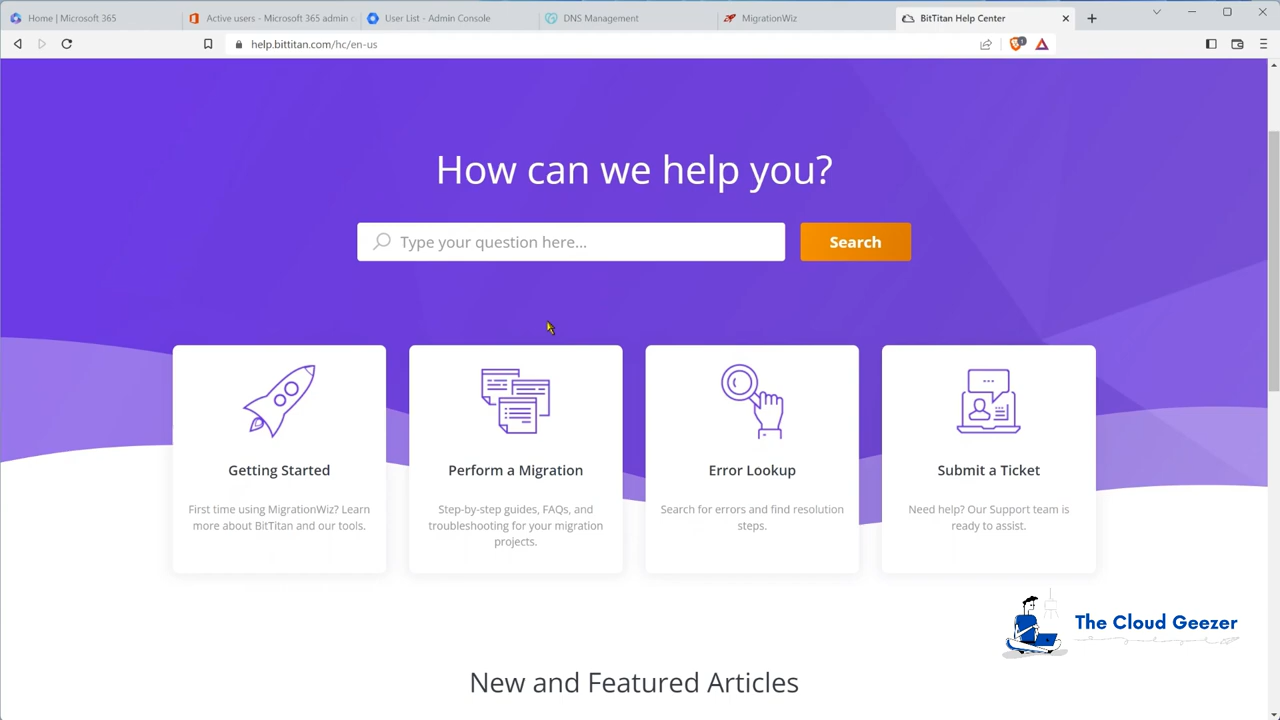 Home | Microsoft 365
Active users - Microsoft 365 admin c
User List - Admin Console
DNS Management
MigrationWiz
BitTitan Help Center
help.bittitan.com/hc/en-us
1
How can we help you?
Type your question here...
Search
Getting Started
First time using MigrationWiz? Learn
more about BitTitan and our tools.
Perform a Migration
Step-by-step guides, FAQs, and
troubleshooting for your migration
projects.
Error Lookup
Search for errors and find resolution
steps.
Submit a Ticket
Need help? Our Support team is
ready to assist.
The Cloud Geezer
New and Featured Articles